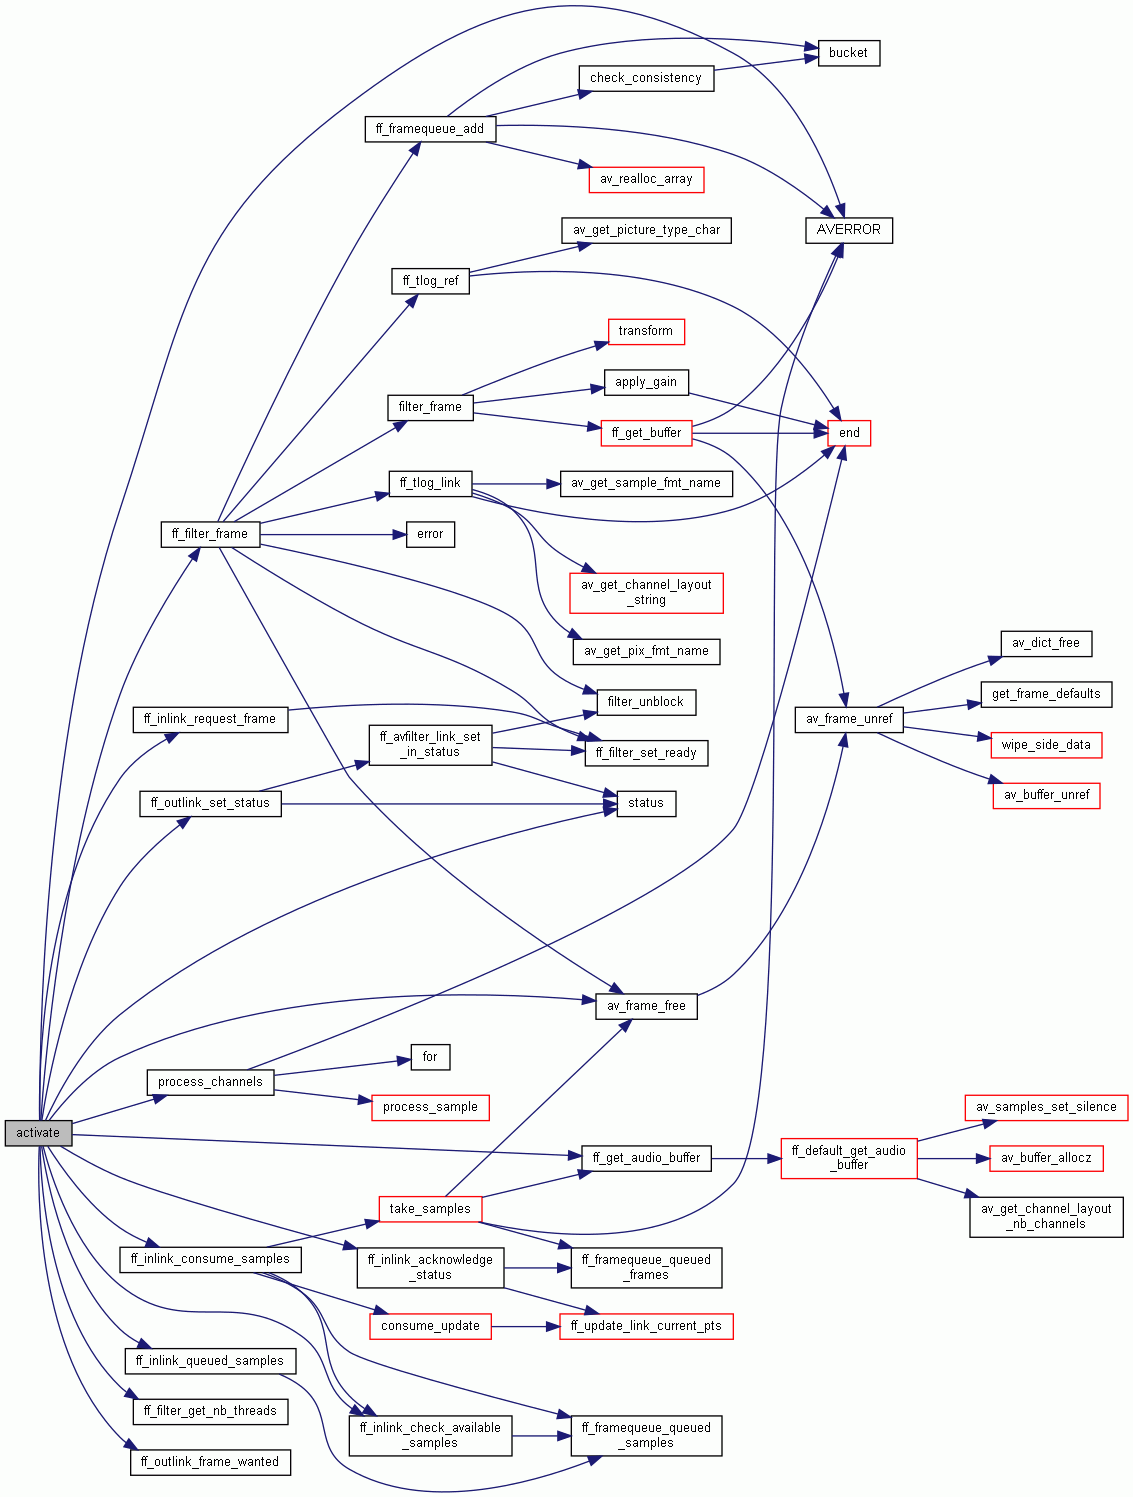 bucket
check_consistency
ff_framequeue_add
av_realloc_array
av_get_picture_type_char
AVERROR
ff_tlog_ref
transform
apply_gain
filter_frame
ff_get_buffer
end
ff_tlog_link
av_get_sample_fmt_name
ff_filter_frame
error
av_get_channel_layout
_string
av_get_pix_fmt_name
av_dict_free
get_frame_defaults
filter_unblock
ff_inlink_request_frame
av_frame_unref
ff_avfilter_link_set
_in_status
wipe_side_data
ff_filter_set_ready
av_buffer_unref
ff_outlink_set_status
status
av_frame_free
for
process_channels
process_sample
av_samples_set_silence
activate
ff_get_audio_buffer
ff_default_get_audio
_buffer
av_buffer_allocz
take_samples
av_get_channel_layout
_nb_channels
ff_inlink_consume_samples
ff_inlink_acknowledge
_status
ff_framequeue_queued
_frames
consume_update
ff_update_link_current_pts
ff_inlink_queued_samples
ff_filter_get_nb_threads
ff_inlink_check_available
_samples
ff_framequeue_queued
_samples
ff_outlink_frame_wanted